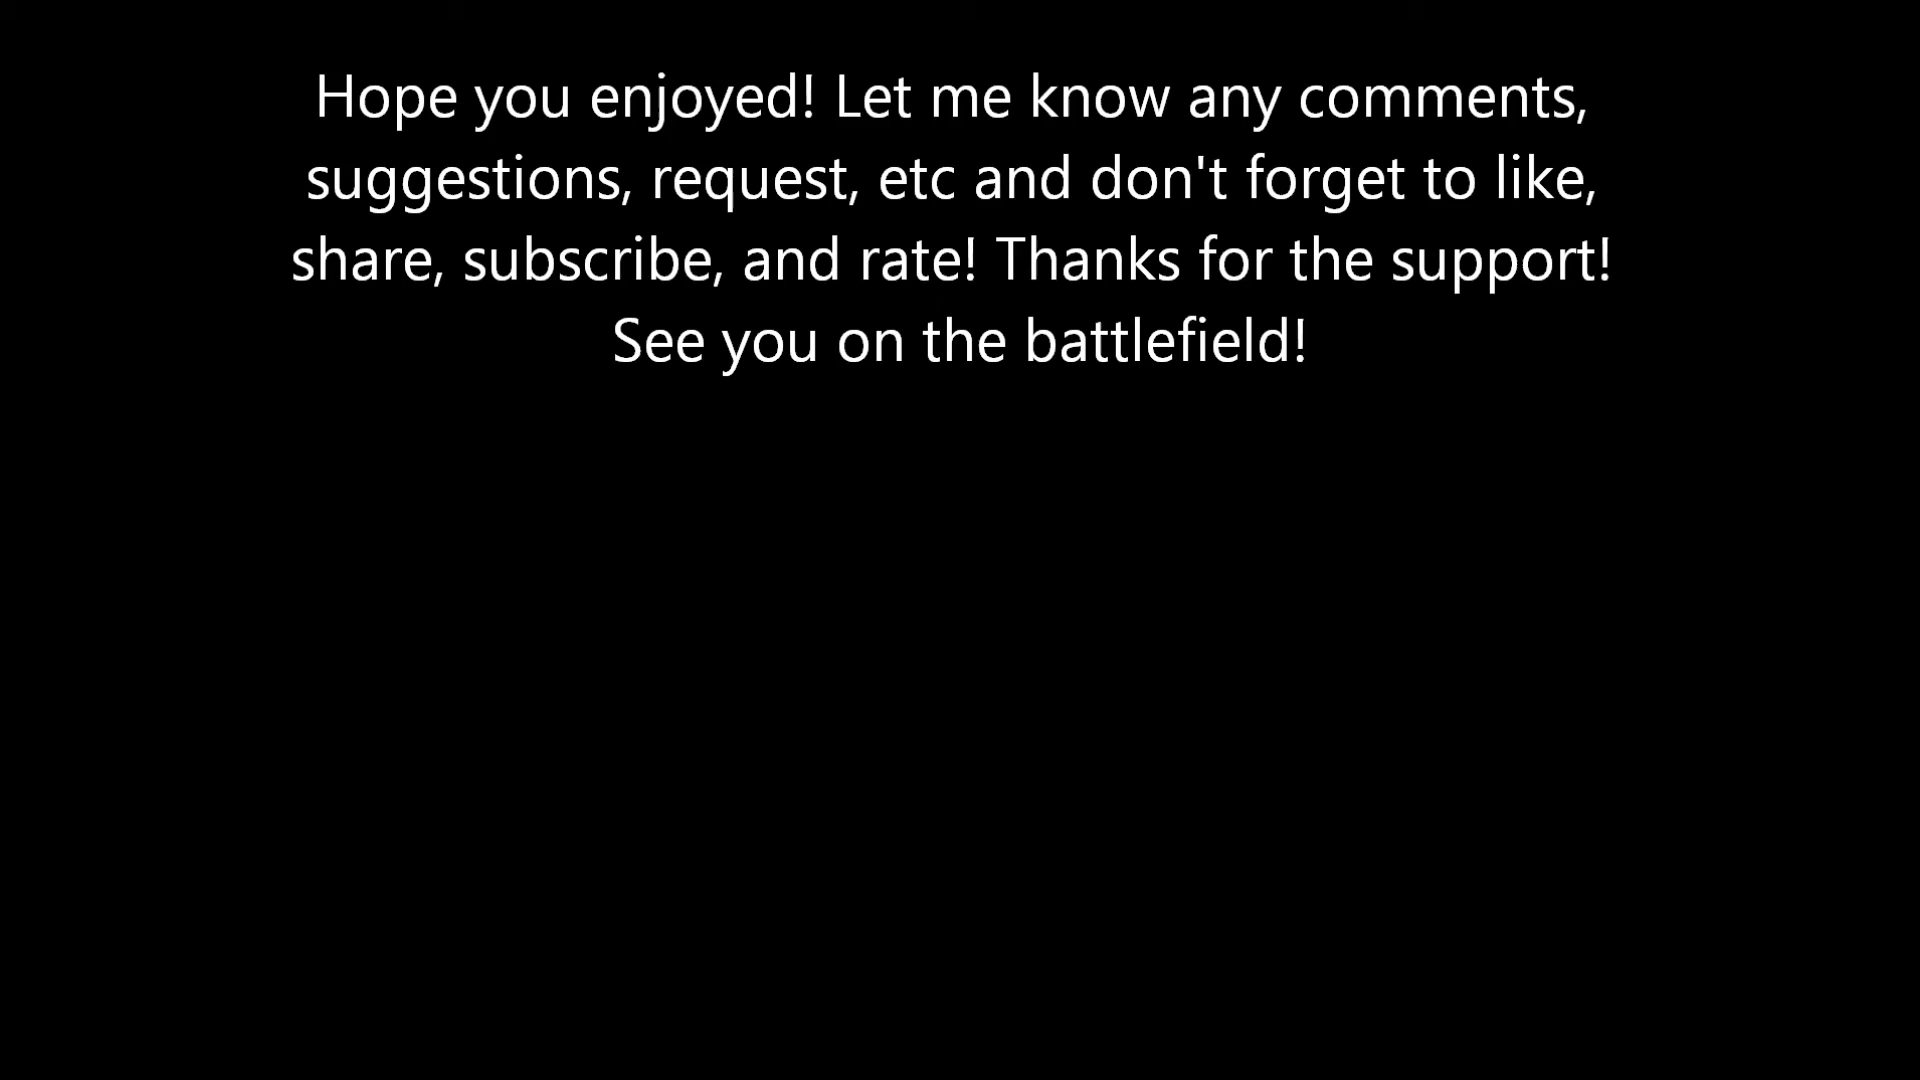 Hope you enjoyed! Let me know any comments,
suggestions, request, etc and don't forget to like,
share, subscribe, and rate! Thanks for the support!
See you on the battlefield!